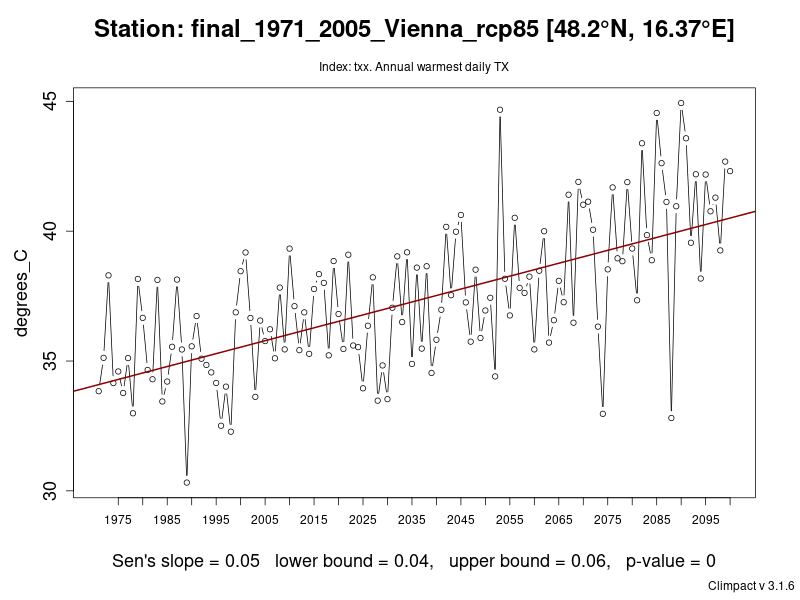 Station: final_1971_2005_Vienna_rcp85 [48.2°N, 16.37°E]
Index: txx. Annual warmest daily TX
degrees_C
45
40
35
30
1975 1985 1995 2005 2015 2025 2035 2045 2055 2065 2075 2085 2095
Sen's slope = 0.05 lower bound = 0.04, upper bound = 0.06, p-value = 0
Climpact v 3.1.6